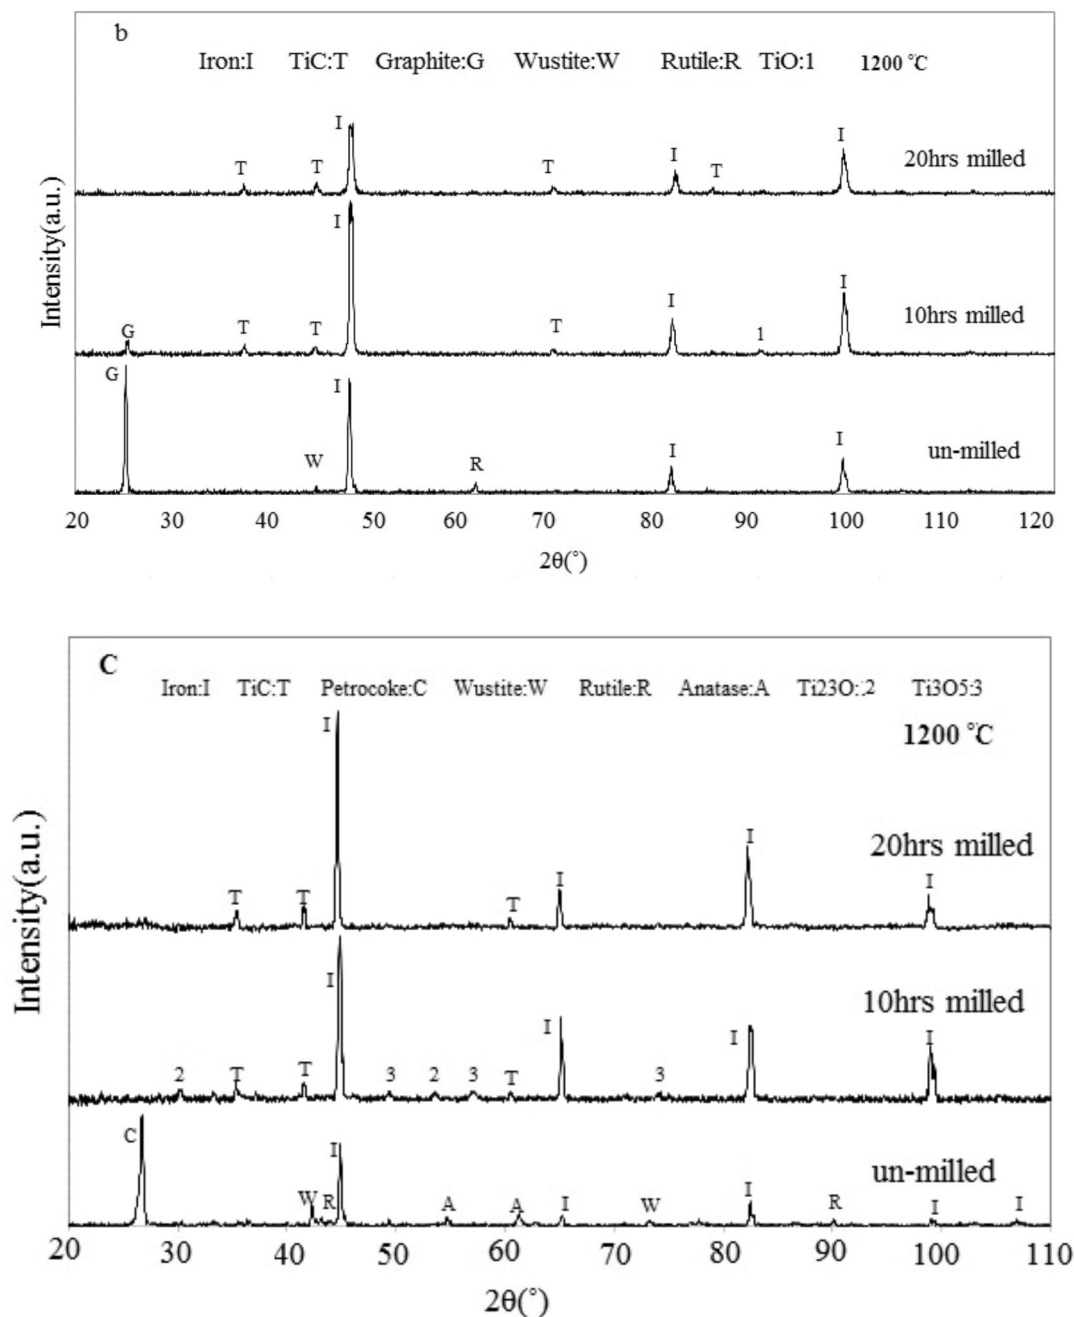 b
Iron:I TiC:T Graphite:G Wustite:W Rutile:R TiO:1 1200 °C
I I
T T T I T 20hrs milled
I
G T T T I 1 I 10hrs milled
G I
W R I I un-milled
Intensity(a.u.)
20 30 40 50 60 70 80 90 100 110 120
2θ(°)
C
Iron:I TiC:T Petrocoke:C Wustite:W Rutile:R Anatase:A Ti23O:.2 Ti3O5:3
1200 °C
I
T T T I I I 20hrs milled
I I I I 10hrs milled
2 T T 3 2 3 T 3
C I un-milled
W R A A I W I R I I
Intensity(a.u.)
20 30 40 50 60 70 80 90 100 110
2θ(°)